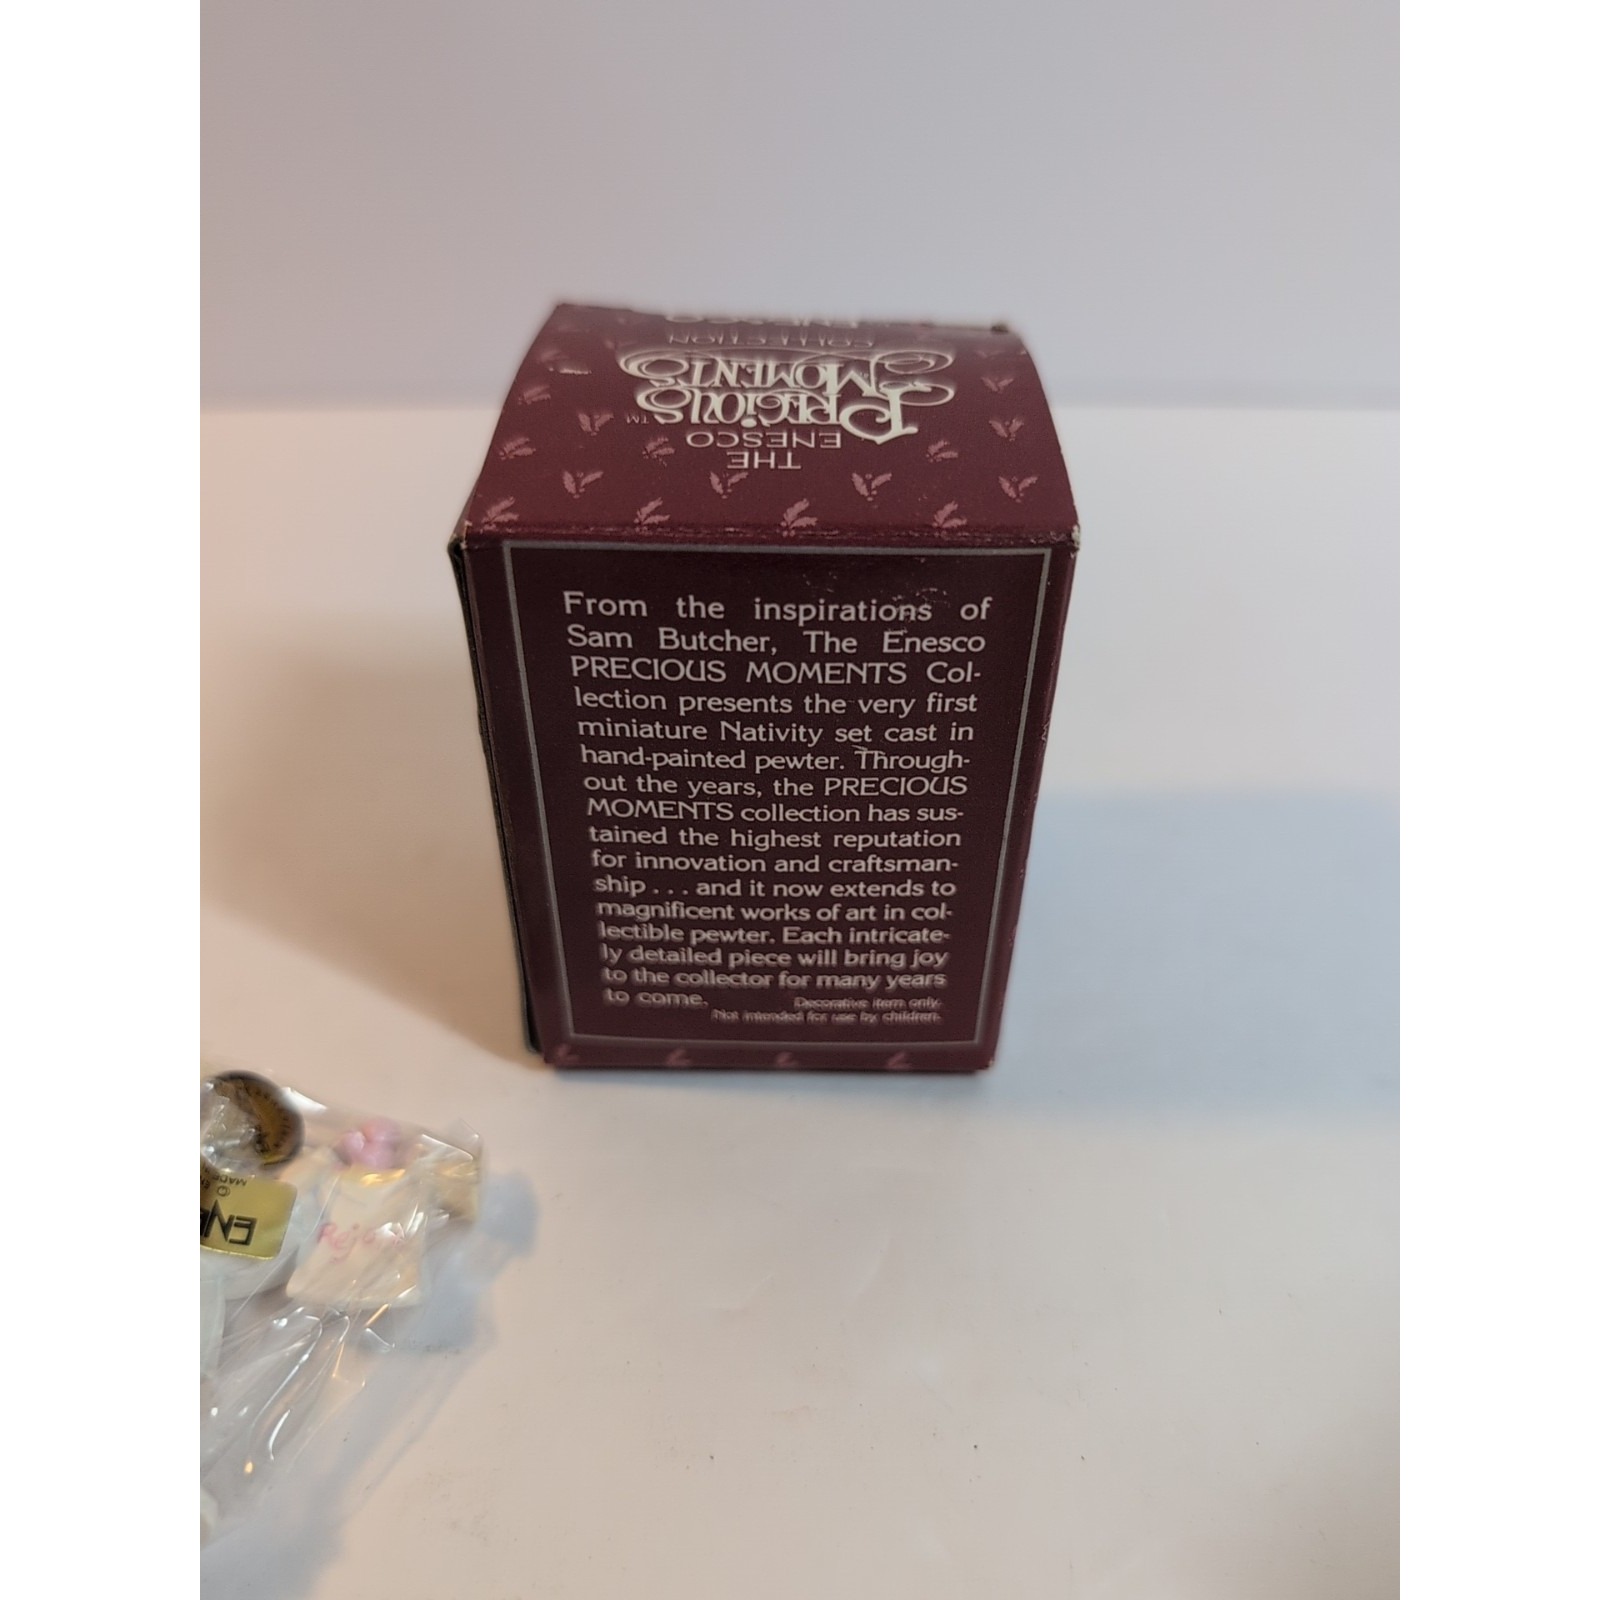 THE
ENESCO
PRECIOUS™
MOMENTS
COLLECTION
ENESCO
From the inspirations of
Sam Butcher, The Enesco
PRECIOUS MOMENTS Col-
lection presents the very first
miniature Nativity set cast in
hand-painted pewter. Through-
out the years, the PRECIOUS
MOMENTS collection has sus-
tained the highest reputation
for innovation and craftsman-
ship . . . and it now extends to
magnificent works of art in col-
lectible pewter. Each intricate-
ly detailed piece will bring joy
to the collector for many years
to come.
Decorative item only.
Not intended for use by children.